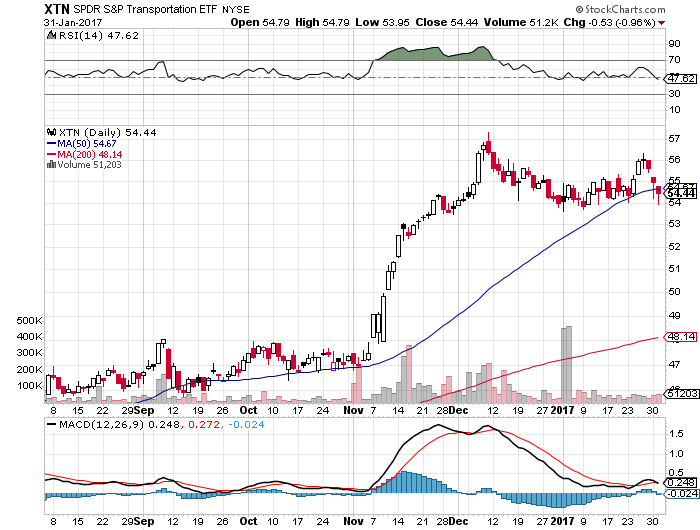 XTN SPDR S&P Transportation ETF NYSE © StockCharts.com
31-Jan-2017 Open 54.79 High 54.79 Low 53.95 Close 54.44 Volume 51.2K Chg -0.53 (-0.96%)
RSI(14) 47.62
90
70
47.62
30
10
XTN (Daily) 54.44
MA(50) 54.67
MA(200) 48.14
Volume 51,203
57
56
55
54.44
54
53
52
51
50
49
48.14
47
500K
400K
300K
200K
100K
51203
8 15 22 29 Sep 12 19 26 Oct 10 17 24 Nov 7 14 21 28 Dec 12 19 27 2017 9 17 23 30
MACD(12,26,9) 0.248, 0.272, -0.024
1.5
1.0
0.5
0.248
-0.024
8 15 22 29 Sep 12 19 26 Oct 10 17 24 Nov 7 14 21 28 Dec 12 19 27 2017 9 17 23 30